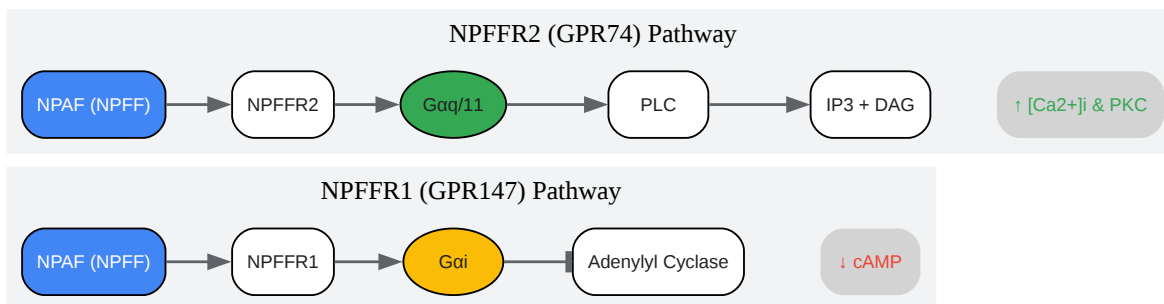 NPFFR2 (GPR74) Pathway
NPAF (NPFF)
NPFFR2
Gαq/11
PLC
IP3 + DAG
↑ [Ca2+]i & PKC
NPFFR1 (GPR147) Pathway
NPAF (NPFF)
NPFFR1
Gαi
Adenylyl Cyclase
↓ cAMP